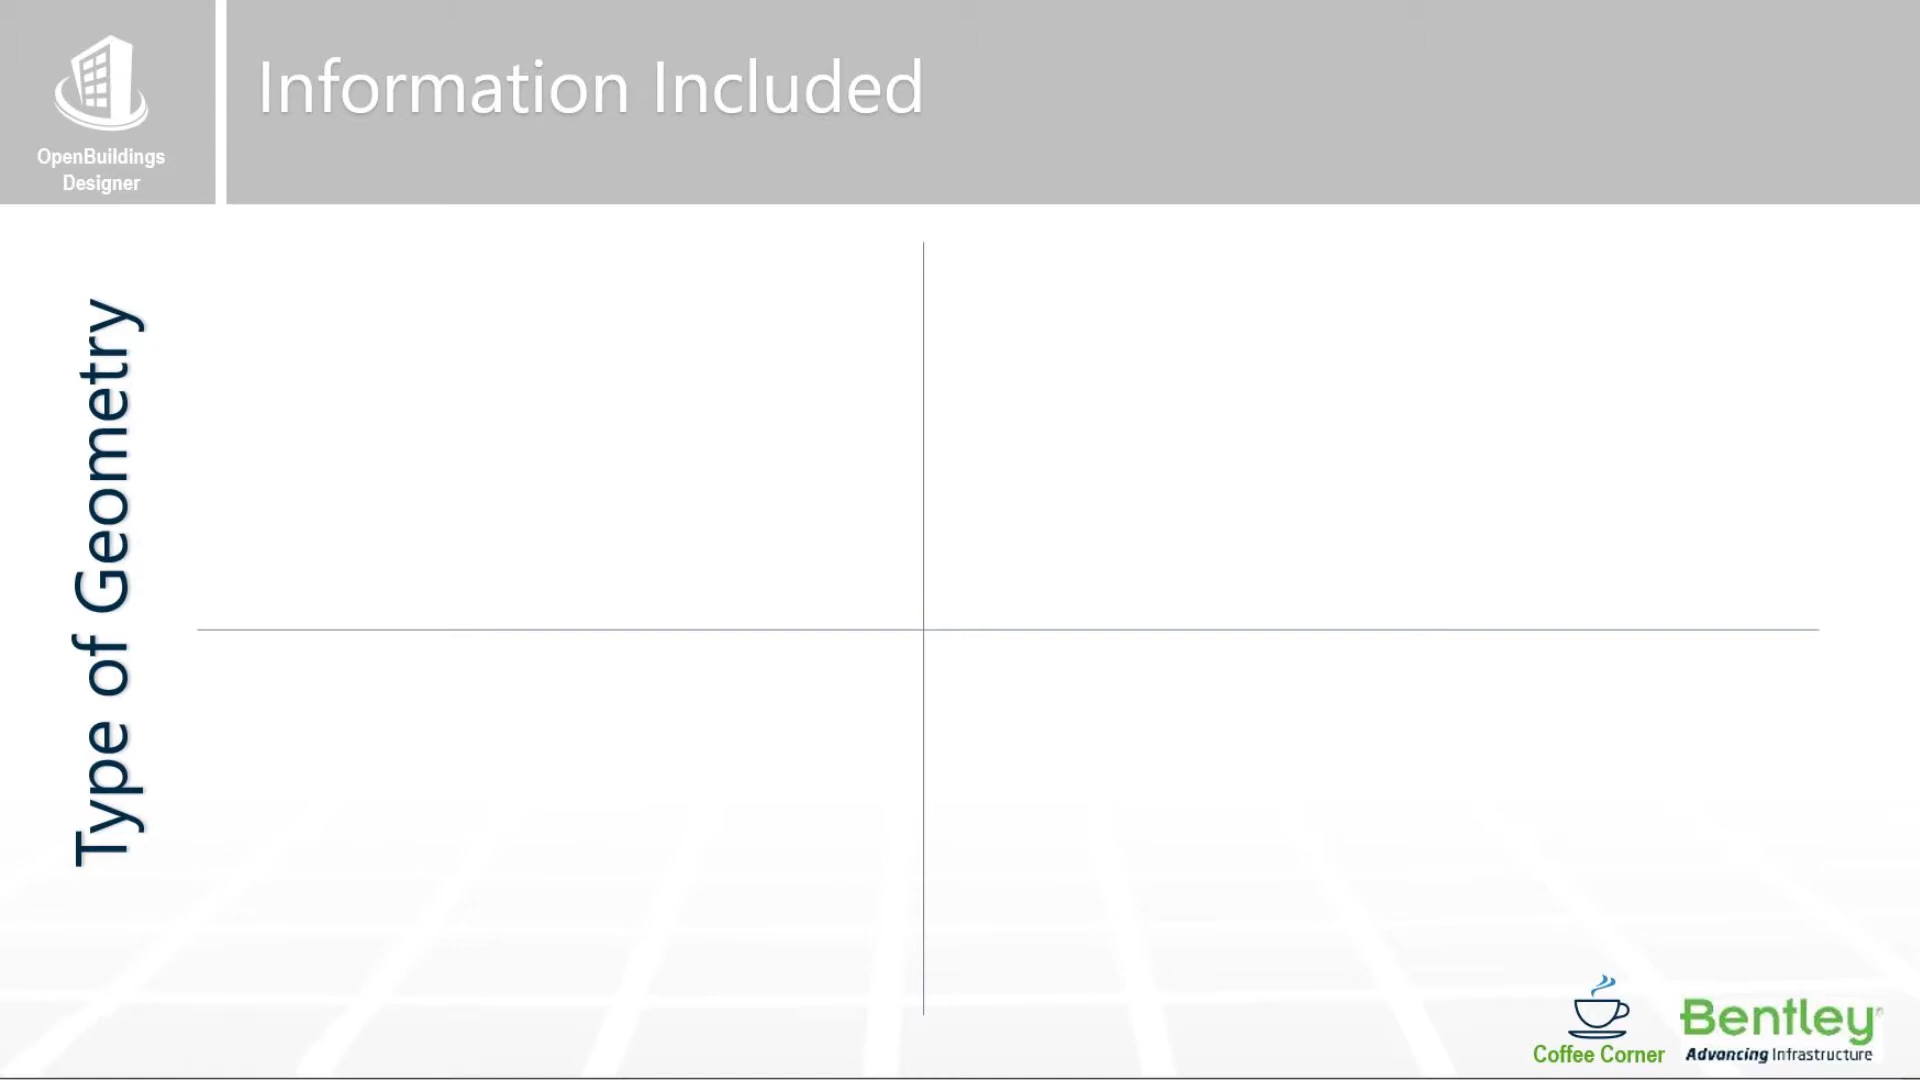 Information Included
OpenBuildings
Designer
Type of Geometry
Coffee Corner
Bentley®
Advancing Infrastructure